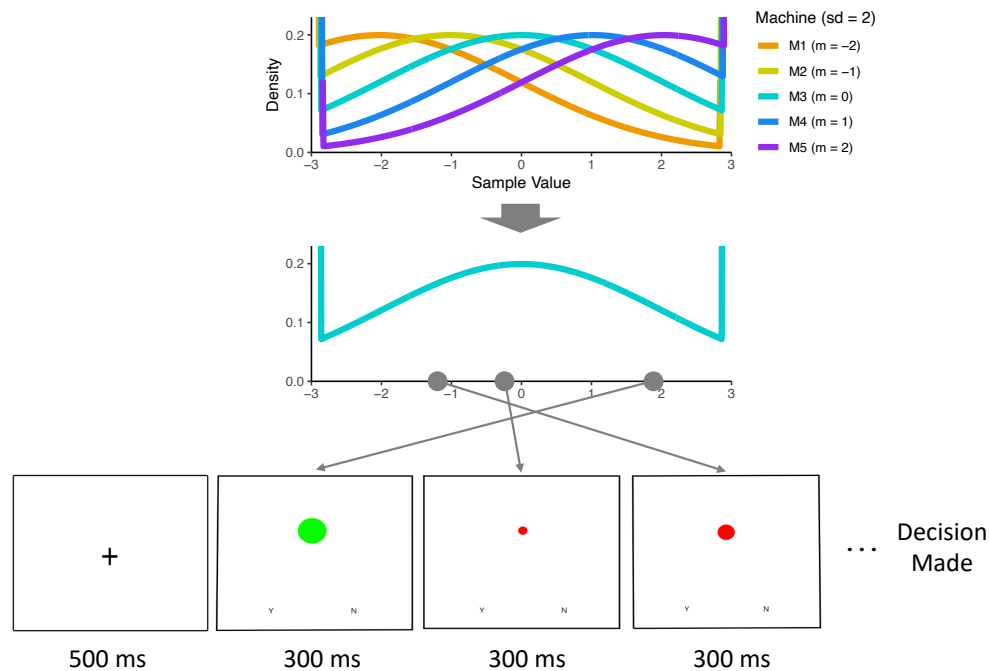 Machine (sd = 2)
M1 (m = −2)
M2 (m = −1)
M3 (m = 0)
M4 (m = 1)
M5 (m = 2)
Density
0.2
0.1
0.0
−3 −2 −1 0 1 2 3
Sample Value
0.2
0.1
0.0
−3 −2 −1 0 1 2 3
+
Y N
Y N
Y N
... Decision
Made
500 ms 300 ms 300 ms 300 ms